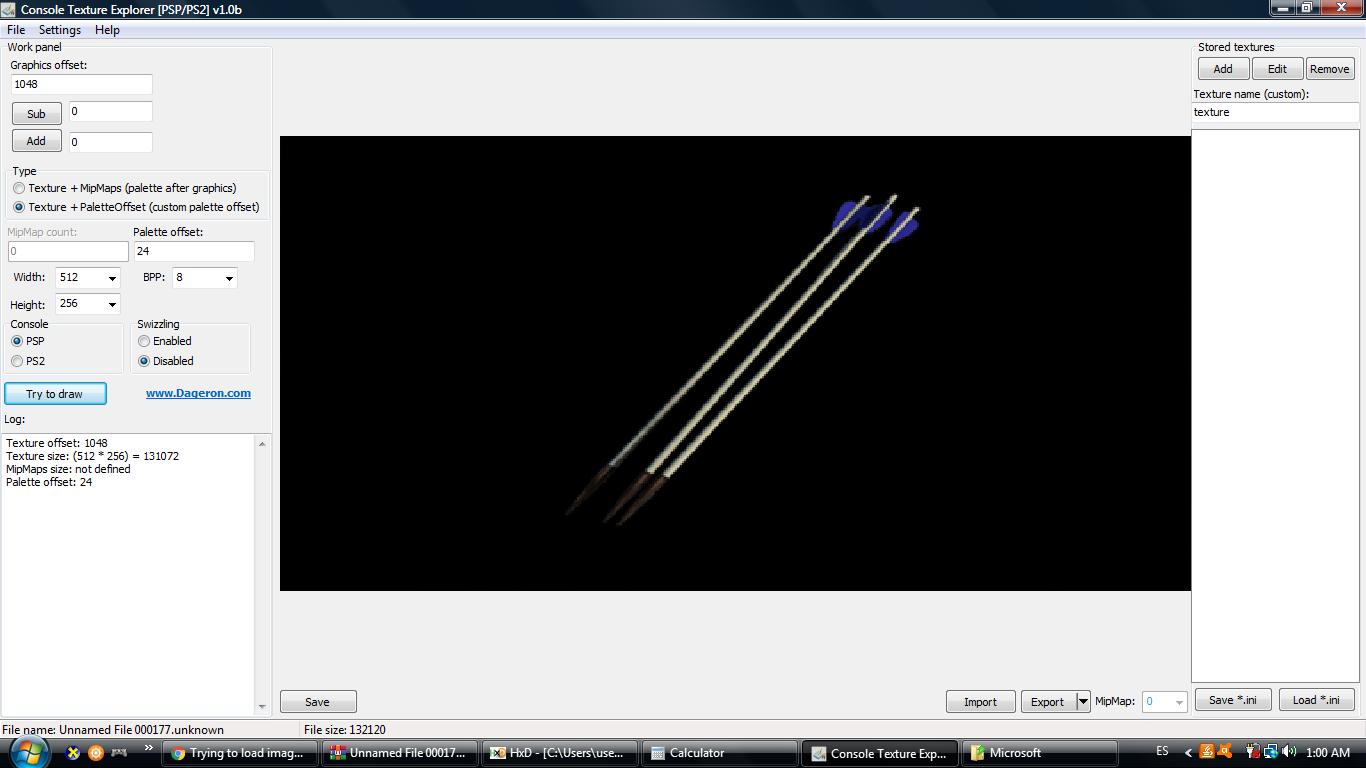 Console Texture Explorer [PSP/PS2] v1.0b
File Settings Help
Work panel
Graphics offset:
1048
Sub 0
Add 0
Type
Texture + MipMaps (palette after graphics)
Texture + PaletteOffset (custom palette offset)
MipMap count: Palette offset:
0 24
Width: 512 BPP: 8
Height: 256
Console Swizzling
PSP Enabled
PS2 Disabled
Try to draw www.Dageron.com
Log:
Texture offset: 1048
Texture size: (512 * 256) = 131072
MipMaps size: not defined
Palette offset: 24
Stored textures
Add Edit Remove
Texture name (custom):
texture
Save Import Export MipMap: 0 Save *.ini Load *.ini
File name: Unnamed File 000177.unknown File size: 132120
» Trying to load imag... Unnamed File 00017... HxD - [C:\Users\use... Calculator Console Texture Exp... Microsoft ES < 1:00 AM